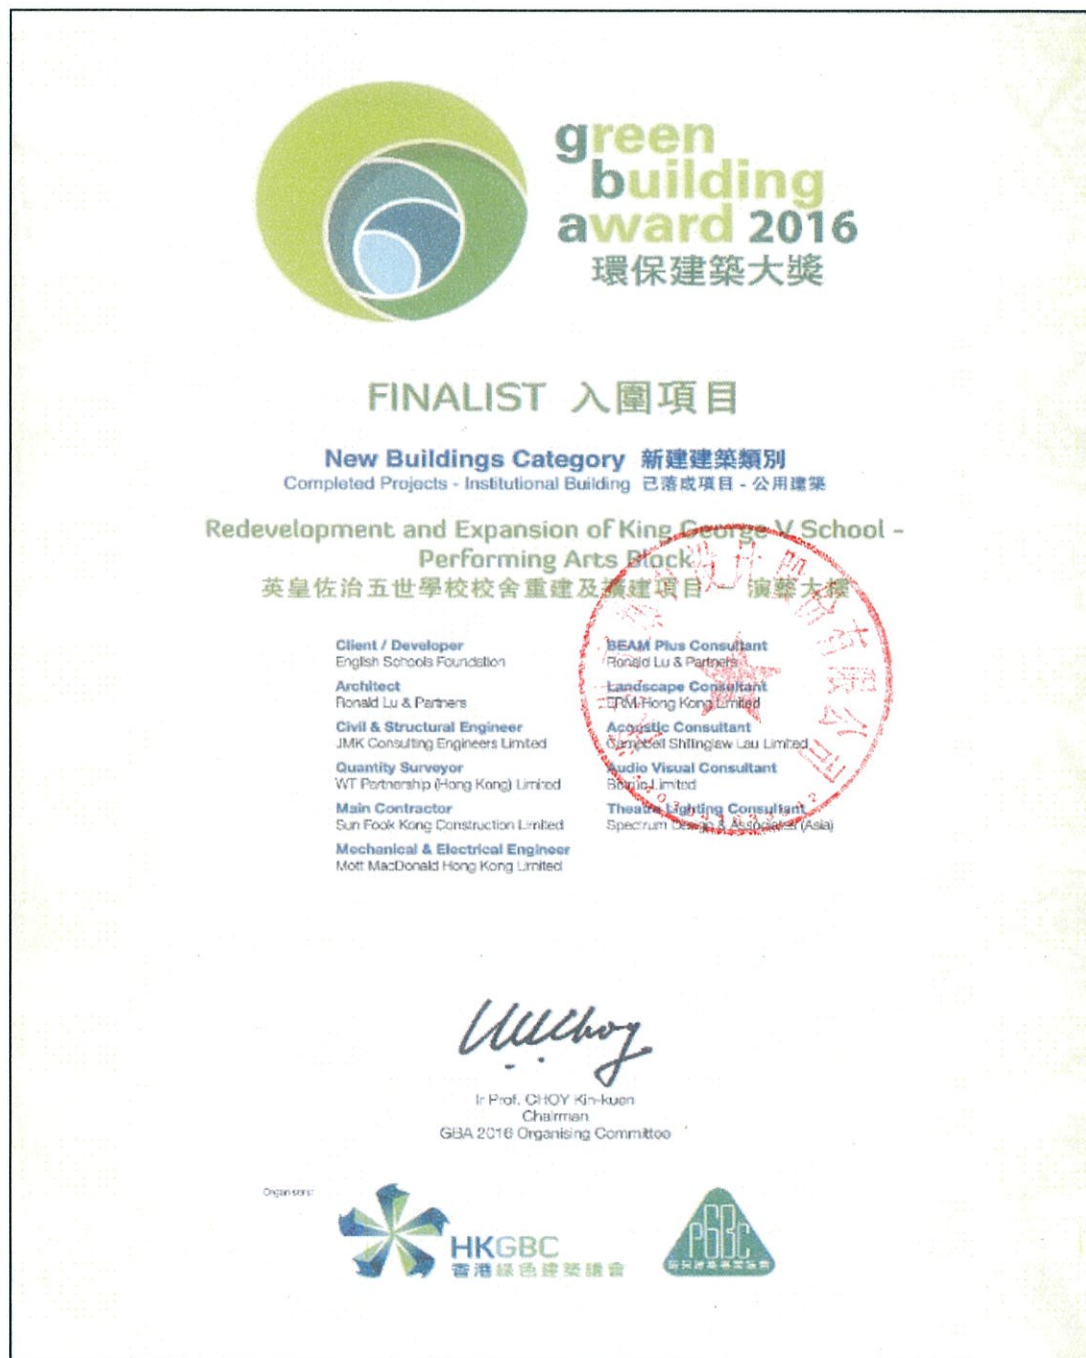 green
building
award 2016
環保建築大獎
FINALIST 入圍項目
New Buildings Category 新建建築類別
Completed Projects - Institutional Building 已落成項目 - 公用建築
Redevelopment and Expansion of King George V School –
Performing Arts Block
英皇佐治五世學校校舍重建及擴建項目 － 演藝大樓
Client / Developer
English Schools Foundation
Architect
Ronald Lu & Partners
Civil & Structural Engineer
JMK Consulting Engineers Limited
Quantity Surveyor
WT Partnership (Hong Kong) Limited
Main Contractor
Sun Fook Kong Construction Limited
Mechanical & Electrical Engineer
Mott MacDonald Hong Kong Limited
BEAM Plus Consultant
Ronald Lu & Partners
Landscape Consultant
ERM-Hong Kong Limited
Acoustic Consultant
Campbell Shillinglaw Lau Limited
Audio Visual Consultant
Limited
Theatre Lighting Consultant
Spectrum Design & Associates (Asia)
股份有限公司
Ir Prof. CHOY Kin-kuen
Chairman
GBA 2016 Organising Committee
Organisers:
HKGBC
香港綠色建築議會
PGBC